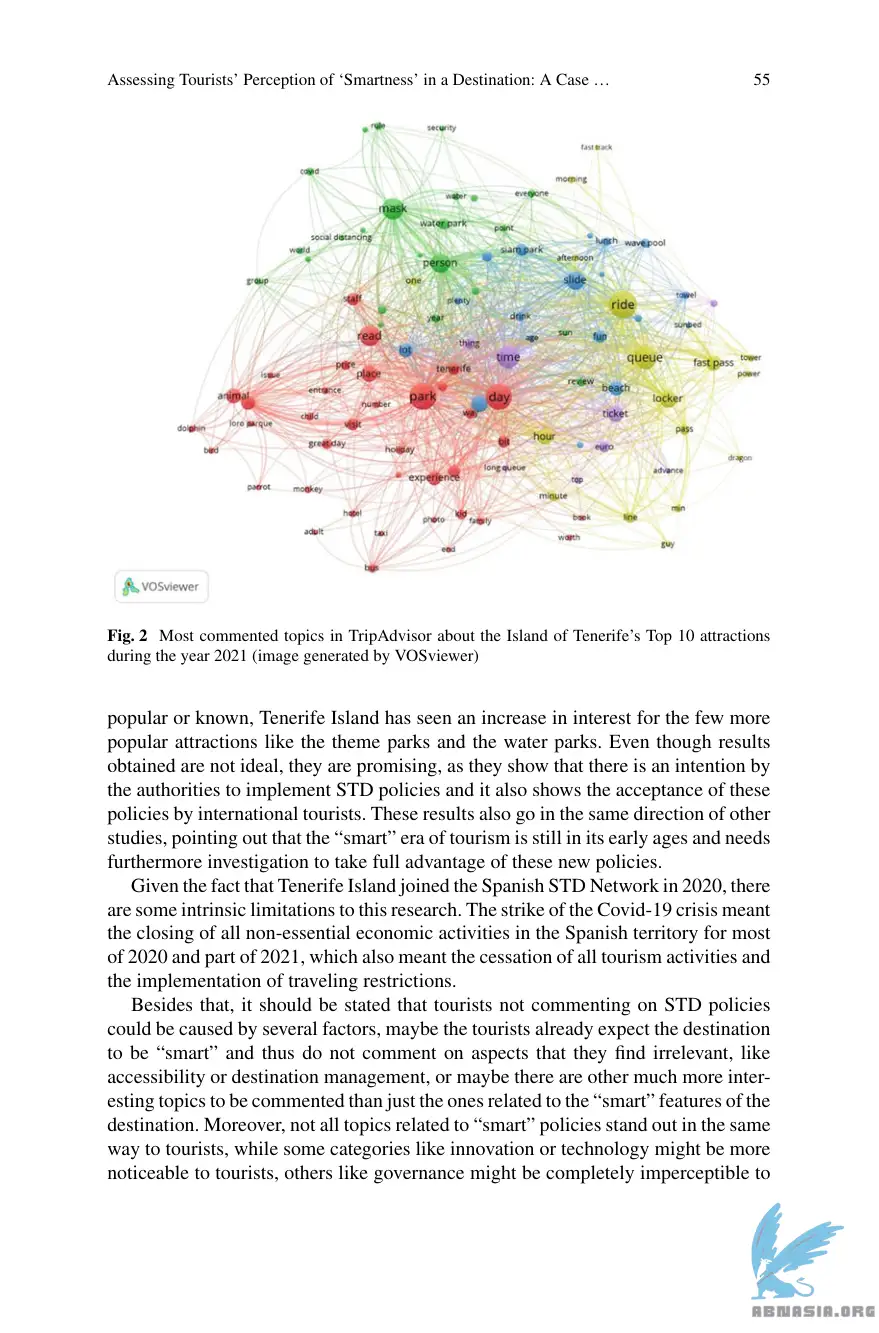 Assessing Tourists’ Perception of ‘Smartness’ in a Destination: A Case … 55
rule
security
fast track
covid
morning
mask
water
everyone
water park
point
social distancing
world
siam park
lunch
wave pool
person
afternoon
group
one
slide
staff
plenty
towel
ride
year
drink
sunbed
read
thing
age
sun
fun
lot
time
queue
tower
fast pass
price
tenerife
power
issue
place
review
beach
animal
entrance
park
day
locker
number
way
child
ticket
dolphin
loro parque
visit
pass
great day
bit
hour
bird
holiday
euro
dragon
long queue
advance
experience
top
parrot
monkey
minute
min
hotel
photo
kid
family
book
line
adult
taxi
worth
guy
end
bus
VOSviewer
Fig. 2 Most commented topics in TripAdvisor about the Island of Tenerife’s Top 10 attractions
during the year 2021 (image generated by VOSviewer)
popular or known, Tenerife Island has seen an increase in interest for the few more
popular attractions like the theme parks and the water parks. Even though results
obtained are not ideal, they are promising, as they show that there is an intention by
the authorities to implement STD policies and it also shows the acceptance of these
policies by international tourists. These results also go in the same direction of other
studies, pointing out that the “smart” era of tourism is still in its early ages and needs
furthermore investigation to take full advantage of these new policies.
Given the fact that Tenerife Island joined the Spanish STD Network in 2020, there
are some intrinsic limitations to this research. The strike of the Covid-19 crisis meant
the closing of all non-essential economic activities in the Spanish territory for most
of 2020 and part of 2021, which also meant the cessation of all tourism activities and
the implementation of traveling restrictions.
Besides that, it should be stated that tourists not commenting on STD policies
could be caused by several factors, maybe the tourists already expect the destination
to be “smart” and thus do not comment on aspects that they find irrelevant, like
accessibility or destination management, or maybe there are other much more inter-
esting topics to be commented than just the ones related to the “smart” features of the
destination. Moreover, not all topics related to “smart” policies stand out in the same
way to tourists, while some categories like innovation or technology might be more
noticeable to tourists, others like governance might be completely imperceptible to
ABNASIA.ORG